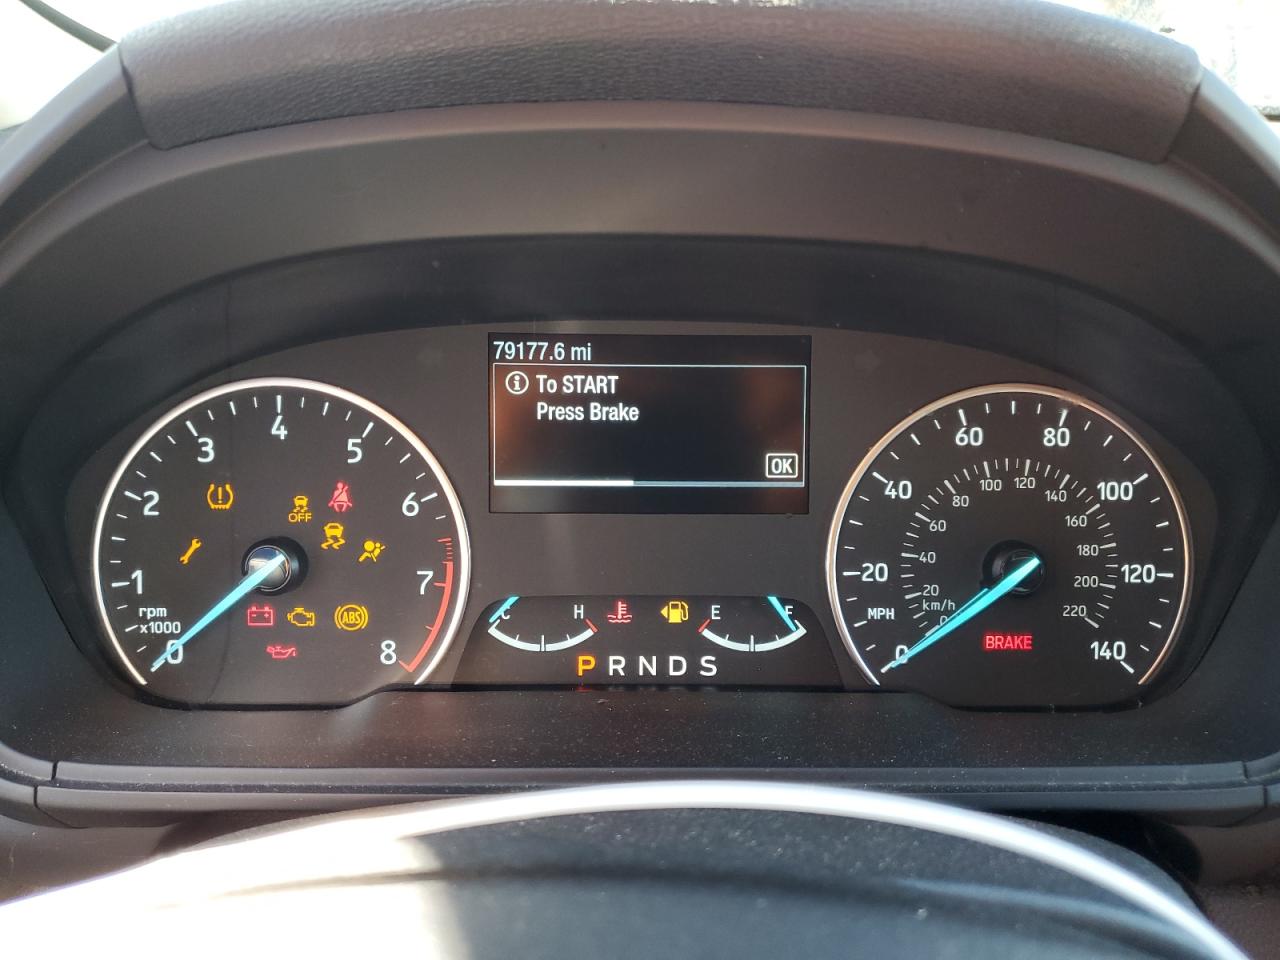 79177.6 mi
i To START
Press Brake
OK
0 1 2 3 4 5 6 7 8
rpm
x1000
!
OFF
ABS
C H
E F
P R N D S
0 20 40 60 80 100 120 140
MPH
0 20 40 60 80 100 120 140 160 180 200 220
km/h
BRAKE